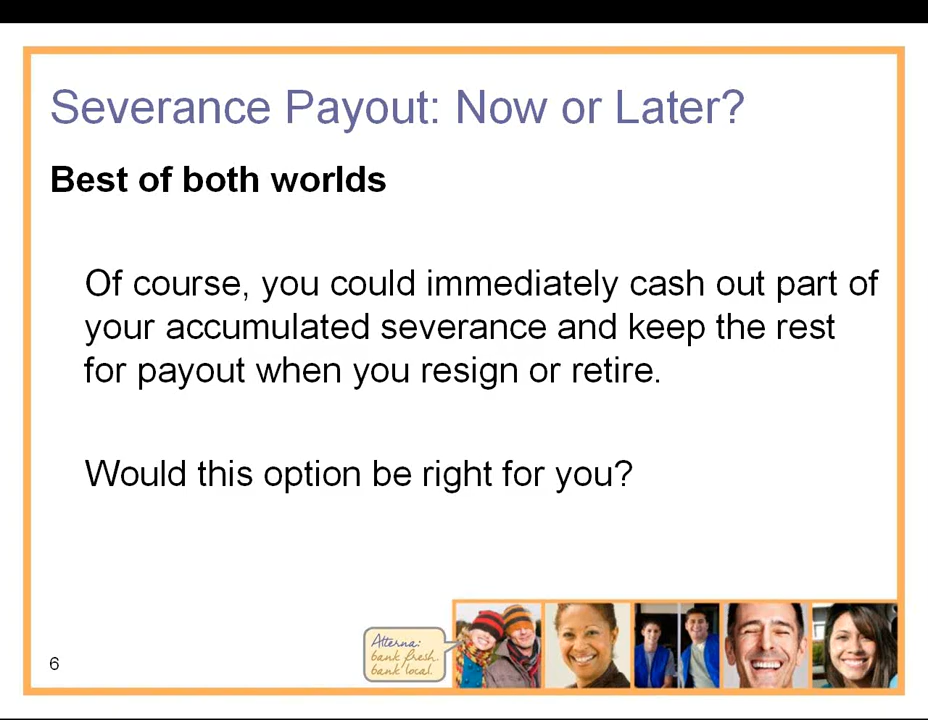 Severance Payout: Now or Later?
Best of both worlds
Of course, you could immediately cash out part of
your accumulated severance and keep the rest
for payout when you resign or retire.
Would this option be right for you?
Alterna:
bank fresh.
bank local.
6